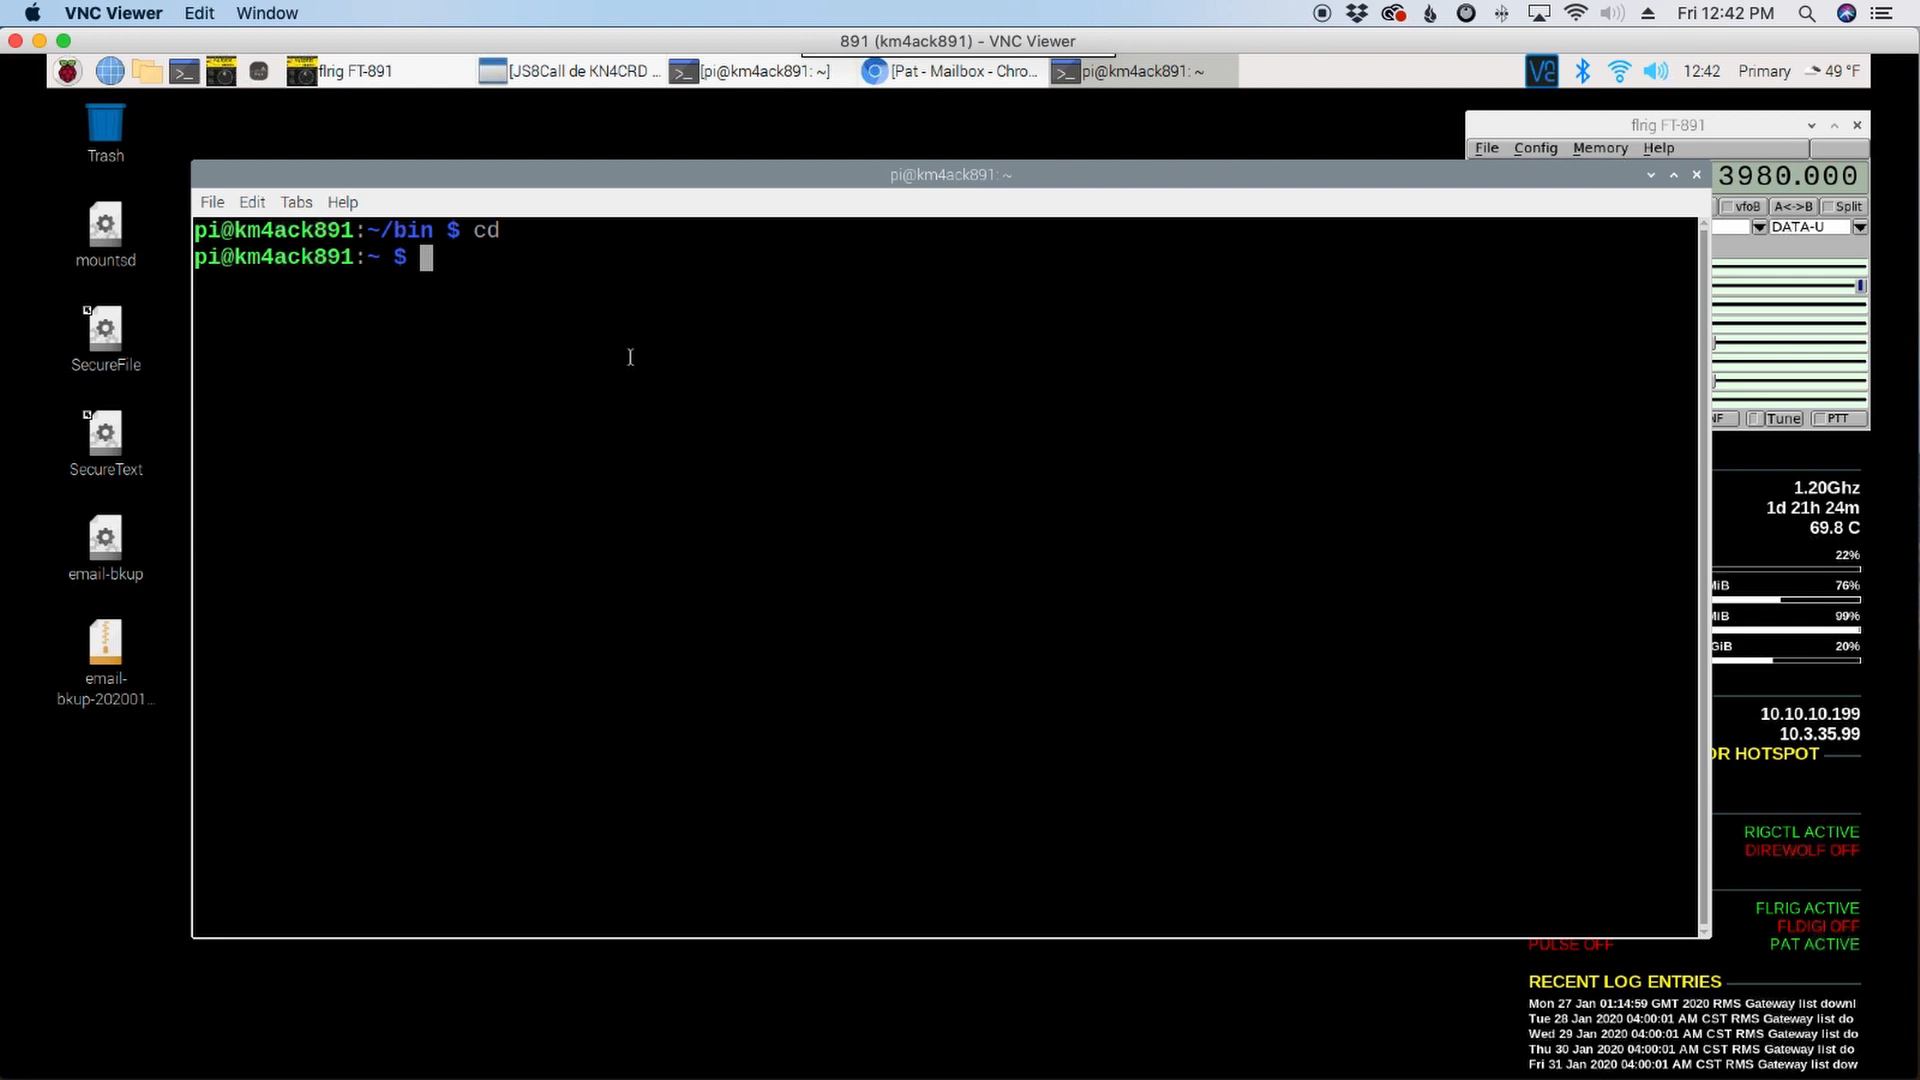 VNC Viewer Edit Window Fri 12:42 PM
891 (km4ack891) - VNC Viewer
flrig FT-891 [JS8Call de KN4CRD ... [pi@km4ack891: ~] [Pat - Mailbox - Chro... pi@km4ack891: ~ 12:42 Primary 49 °F
Trash
mountsd
SecureFile
SecureText
email-bkup
email-
bkup-202001...
flrig FT-891
File Config Memory Help
3980.000
vfoB A<->B Split
DATA-U
Tune PTT
pi@km4ack891: ~
File Edit Tabs Help
pi@km4ack891:~/bin $ cd
pi@km4ack891:~ $
1.20Ghz
1d 21h 24m
69.8 C
22%
MiB 76%
MiB 99%
GiB 20%
10.10.10.199
10.3.35.99
OR HOTSPOT
RIGCTL ACTIVE
DIREWOLF OFF
FLRIG ACTIVE
FLDIGI OFF
PULSE OFF PAT ACTIVE
RECENT LOG ENTRIES
Mon 27 Jan 01:14:59 GMT 2020 RMS Gateway list downl
Tue 28 Jan 2020 04:00:01 AM CST RMS Gateway list do
Wed 29 Jan 2020 04:00:01 AM CST RMS Gateway list do
Thu 30 Jan 2020 04:00:01 AM CST RMS Gateway list do
Fri 31 Jan 2020 04:00:01 AM CST RMS Gateway list dow